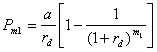 P_{m1} = \frac{a}{r_d}\left[1 - \frac{1}{(1 + r_d)^{m_1}}\right]